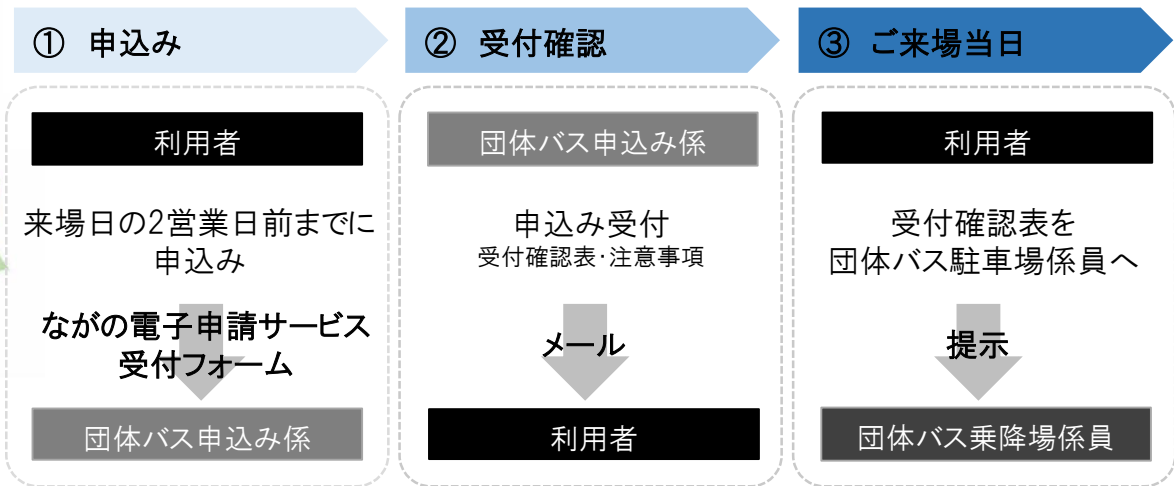 ① 申込み
利用者
来場日の2営業日前までに
申込み
ながの電子申請サービス
受付フォーム
団体バス申込み係
② 受付確認
団体バス申込み係
申込み受付
受付確認表・注意事項
メール
利用者
③ ご来場当日
利用者
受付確認表を
団体バス駐車場係員へ
提示
団体バス乗降場係員